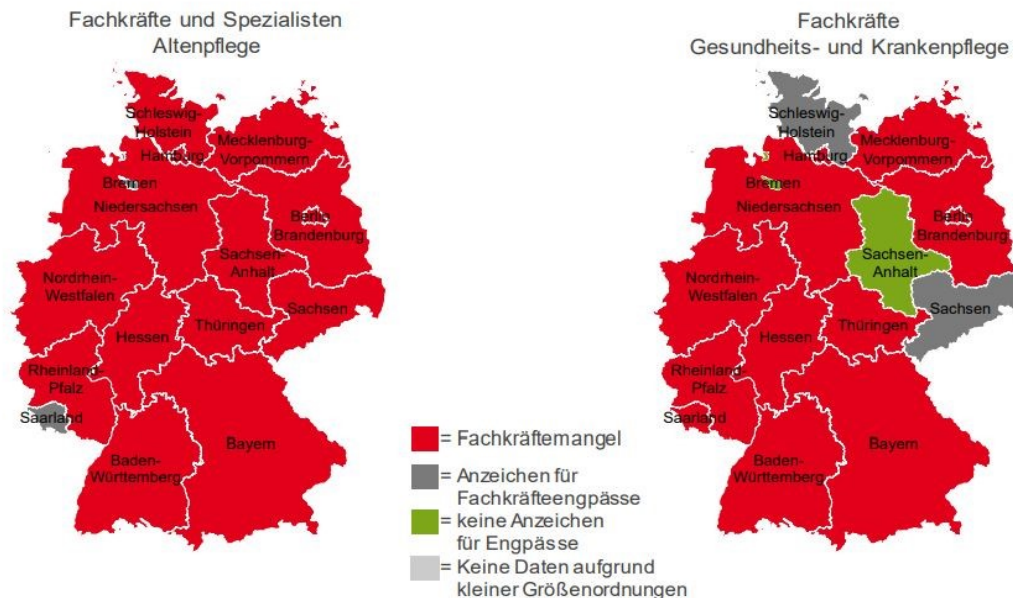 Fachkräfte und Spezialisten
Altenpflege
Schleswig-
Holstein
Mecklenburg-
Vorpommern
Hamburg
Bremen
Niedersachsen
Berlin
Brandenburg
Sachsen-
Anhalt
Nordrhein-
Westfalen
Sachsen
Thüringen
Hessen
Rheinland-
Pfalz
Saarland
Bayern
Baden-
Württemberg
= Fachkräftemangel
= Anzeichen für
Fachkräfteengpässe
= keine Anzeichen
für Engpässe
= Keine Daten aufgrund
kleiner Größenordnungen
Fachkräfte
Gesundheits- und Krankenpflege
Schleswig-
Holstein
Mecklenburg-
Vorpommern
Hamburg
Bremen
Niedersachsen
Berlin
Brandenburg
Sachsen-
Anhalt
Nordrhein-
Westfalen
Sachsen
Thüringen
Hessen
Rheinland-
Pfalz
Saarland
Bayern
Baden-
Württemberg